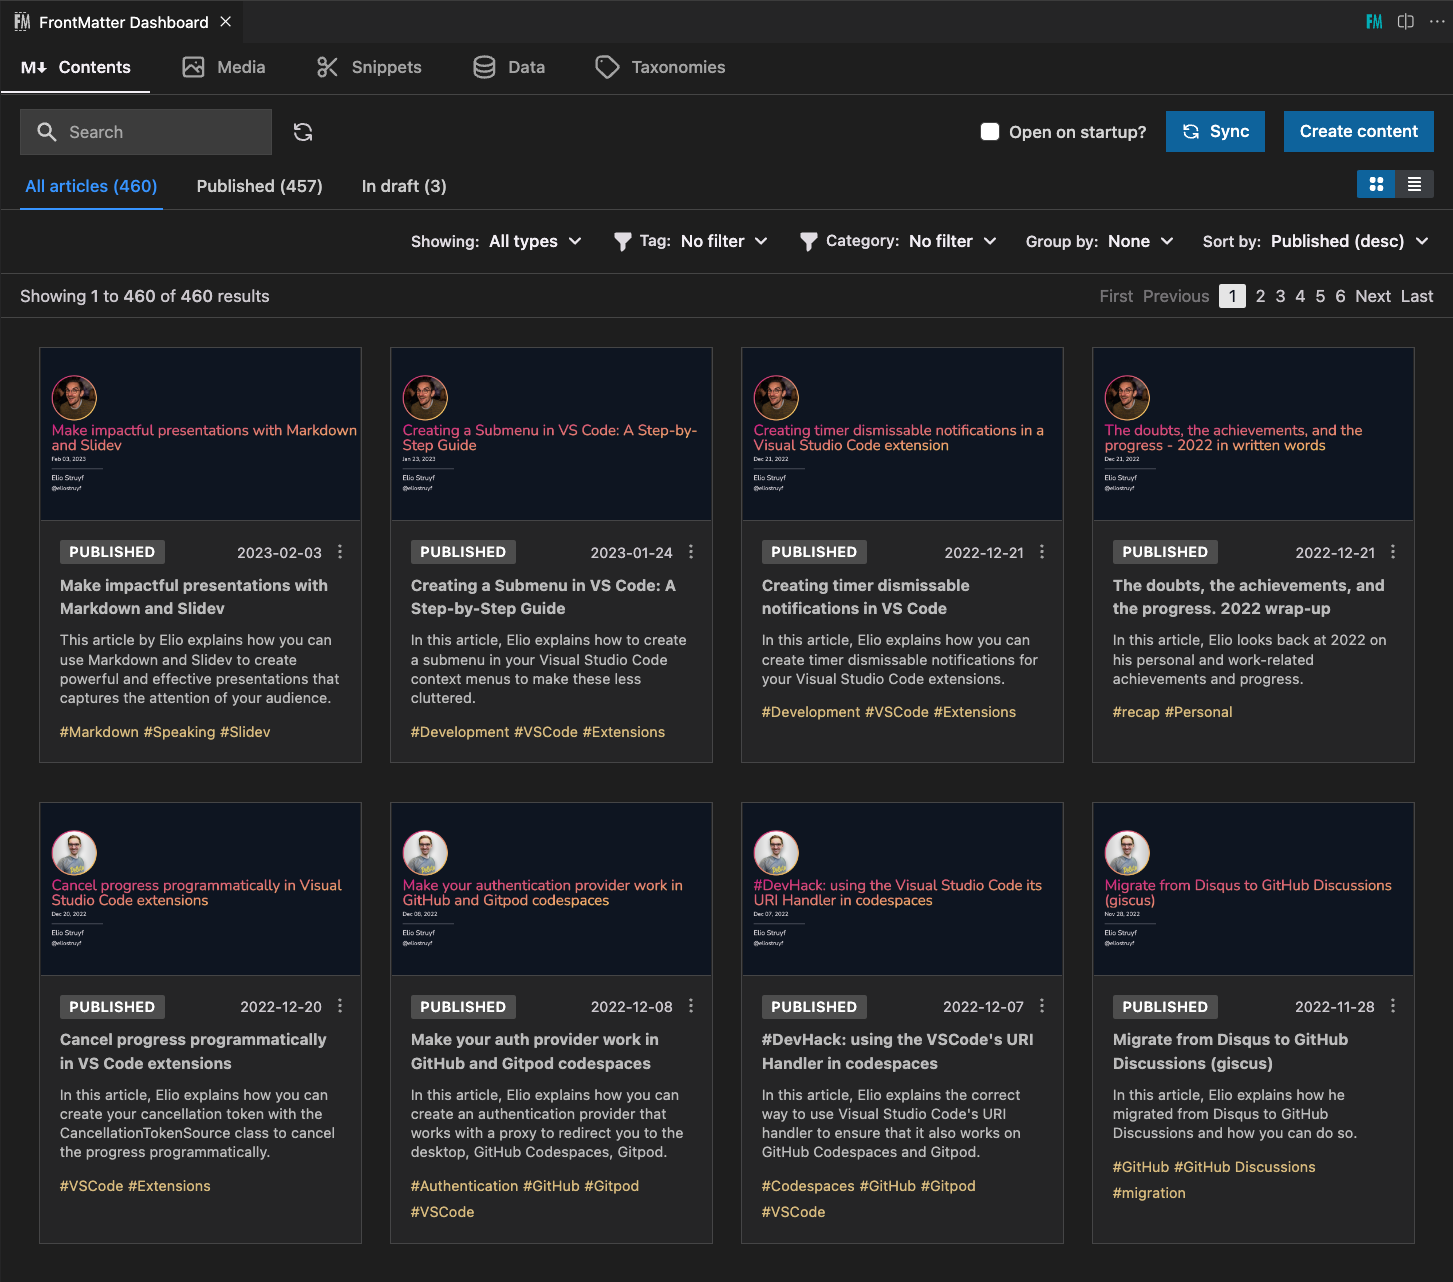 FrontMatter Dashboard
FM
Contents
Media
Snippets
Data
Taxonomies
Search
Open on startup?
Sync
Create content
All articles (460)
Published (457)
In draft (3)
Showing: All types
Tag: No filter
Category: No filter
Group by: None
Sort by: Published (desc)
Showing 1 to 460 of 460 results
First Previous 1 2 3 4 5 6 Next Last
Make impactful presentations with Markdown
and Slidev
Feb 03, 2023
Elio Struyf
@eliostruyf
PUBLISHED
2023-02-03
Make impactful presentations with
Markdown and Slidev
This article by Elio explains how you can
use Markdown and Slidev to create
powerful and effective presentations that
captures the attention of your audience.
#Markdown #Speaking #Slidev
Creating a Submenu in VS Code: A Step-by-
Step Guide
Jan 23, 2023
Elio Struyf
@eliostruyf
PUBLISHED
2023-01-24
Creating a Submenu in VS Code: A
Step-by-Step Guide
In this article, Elio explains how to create
a submenu in your Visual Studio Code
context menus to make these less
cluttered.
#Development #VSCode #Extensions
Creating timer dismissable notifications in a
Visual Studio Code extension
Dec 21, 2022
Elio Struyf
@eliostruyf
PUBLISHED
2022-12-21
Creating timer dismissable
notifications in VS Code
In this article, Elio explains how you can
create timer dismissable notifications for
your Visual Studio Code extensions.
#Development #VSCode #Extensions
The doubts, the achievements, and the
progress - 2022 in written words
Dec 21, 2022
Elio Struyf
@eliostruyf
PUBLISHED
2022-12-21
The doubts, the achievements, and
the progress. 2022 wrap-up
In this article, Elio looks back at 2022 on
his personal and work-related
achievements and progress.
#recap #Personal
Cancel progress programmatically in Visual
Studio Code extensions
Dec 20, 2022
Elio Struyf
@eliostruyf
PUBLISHED
2022-12-20
Cancel progress programmatically
in VS Code extensions
In this article, Elio explains how you can
create your cancellation token with the
CancellationTokenSource class to cancel
the progress programmatically.
#VSCode #Extensions
Make your authentication provider work in
GitHub and Gitpod codespaces
Dec 08, 2022
Elio Struyf
@eliostruyf
PUBLISHED
2022-12-08
Make your auth provider work in
GitHub and Gitpod codespaces
In this article, Elio explains how you can
create an authentication provider that
works with a proxy to redirect you to the
desktop, GitHub Codespaces, Gitpod.
#Authentication #GitHub #Gitpod
#VSCode
#DevHack: using the Visual Studio Code its
URI Handler in codespaces
Dec 07, 2022
Elio Struyf
@eliostruyf
PUBLISHED
2022-12-07
#DevHack: using the VSCode's URI
Handler in codespaces
In this article, Elio explains the correct
way to use Visual Studio Code's URI
handler to ensure that it also works on
GitHub Codespaces and Gitpod.
#Codespaces #GitHub #Gitpod
#VSCode
Migrate from Disqus to GitHub Discussions
(giscus)
Nov 28, 2022
Elio Struyf
@eliostruyf
PUBLISHED
2022-11-28
Migrate from Disqus to GitHub
Discussions (giscus)
In this article, Elio explains how he
migrated from Disqus to GitHub
Discussions and how you can do so.
#GitHub #GitHub Discussions
#migration